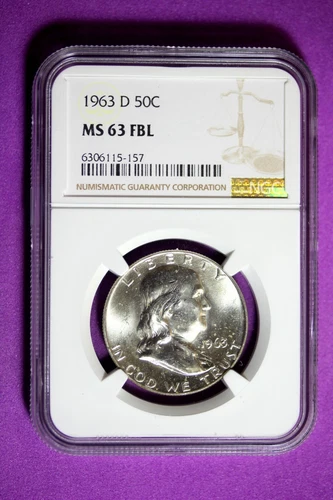 1963 D 50C
MS 63 FBL
6306115-157
NUMISMATIC GUARANTY CORPORATION
NGC
LIBERTY
1963
IN GOD WE TRUST